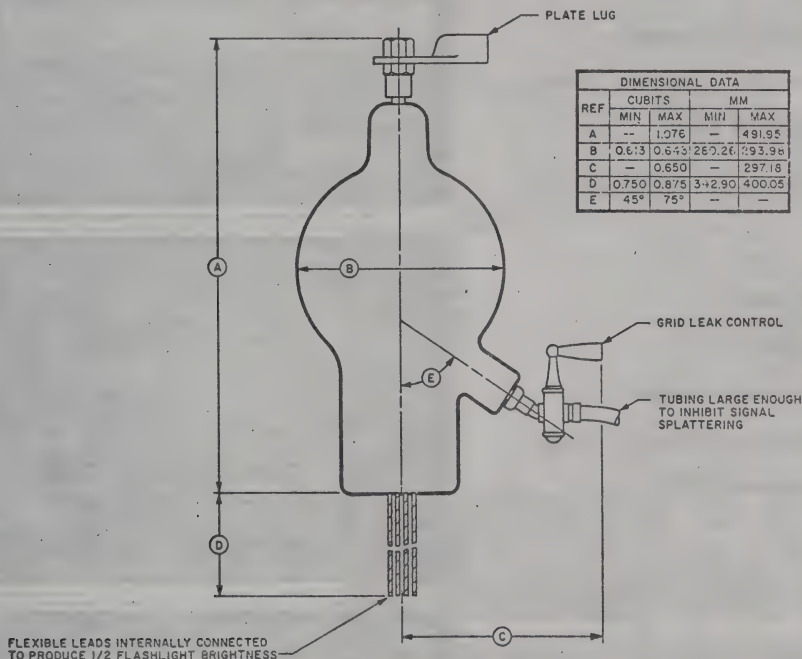 PLATE LUG
DIMENSIONAL DATA
REF CUBITS MM
MIN MAX MIN MAX
A -- 1.076 — 491.95
B 0.613 0.643 280.26 293.98
C — 0.650 — 297.18
D 0.750 0.875 342.90 400.05
E 45° 75° -- —
A
B
GRID LEAK CONTROL
E
TUBING LARGE ENOUGH
TO INHIBIT SIGNAL
SPLATTERING
D
C
FLEXIBLE LEADS INTERNALLY CONNECTED
TO PRODUCE 1/2 FLASHLIGHT BRIGHTNESS